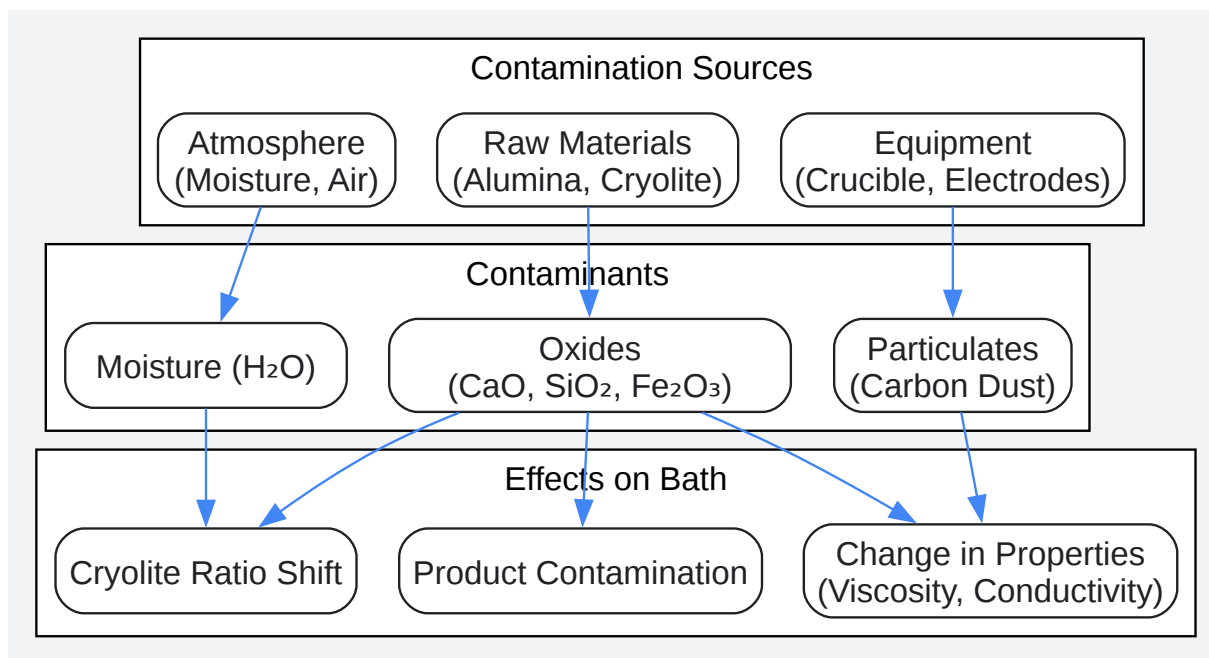 Contamination Sources
Atmosphere
(Moisture, Air)
Raw Materials
(Alumina, Cryolite)
Equipment
(Crucible, Electrodes)
Contaminants
Moisture (H₂O)
Oxides
(CaO, SiO₂, Fe₂O₃)
Particulates
(Carbon Dust)
Effects on Bath
Cryolite Ratio Shift
Product Contamination
Change in Properties
(Viscosity, Conductivity)